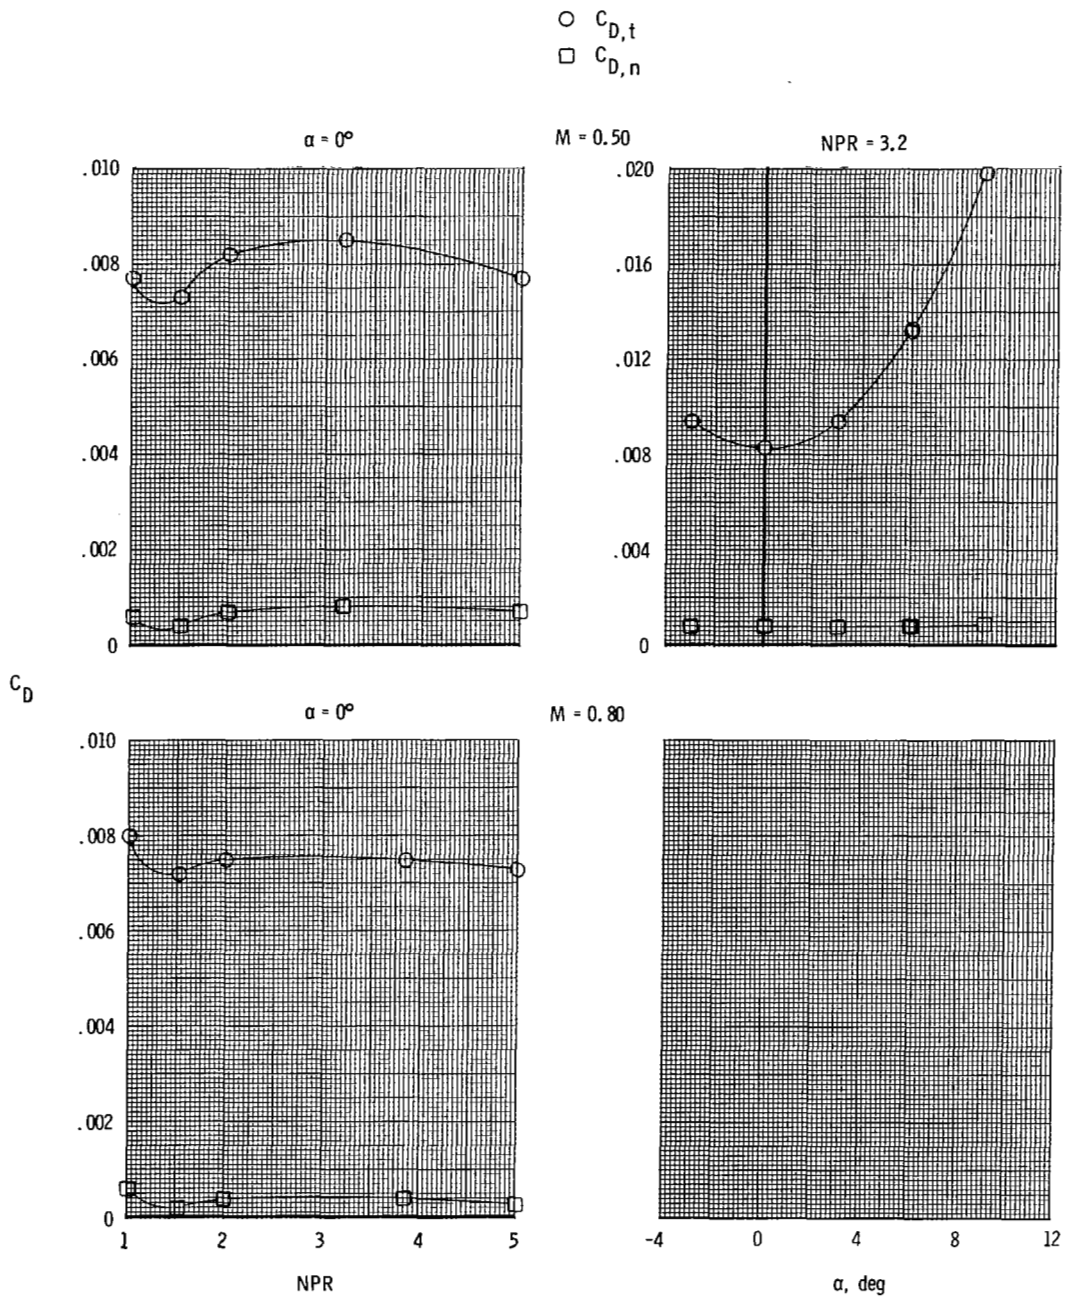 ○ C_D,t
□ C_D,n
α = 0° M = 0.50 NPR = 3.2
.010 .020
.008 .016
.006 .012
.004 .008
.002 .004
0 0
C_D
α = 0° M = 0.80
.010
.008
.006
.004
.002
0
1 2 3 4 5 -4 0 4 8 12
NPR α, deg